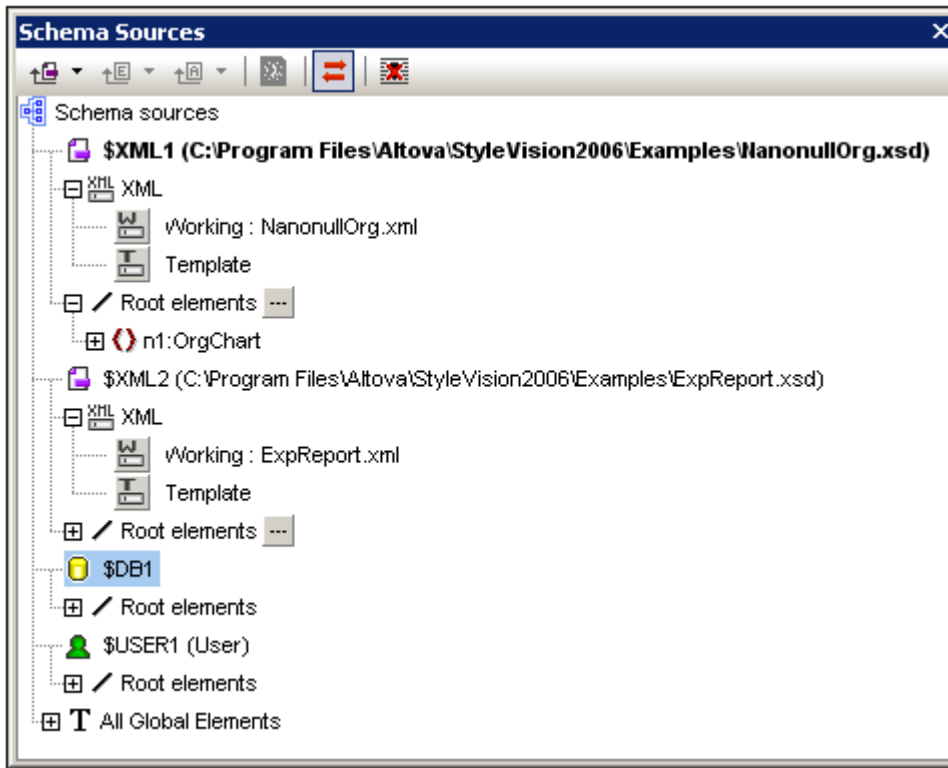 Schema Sources
E A
Schema sources
$XML1 (C:\Program Files\Altova\StyleVision2006\Examples\NanonullOrg.xsd)
XML XML
W Working : NanonullOrg.xml
T Template
Root elements ...
n1:OrgChart
$XML2 (C:\Program Files\Altova\StyleVision2006\Examples\ExpReport.xsd)
XML XML
W Working : ExpReport.xml
T Template
Root elements ...
$DB1
Root elements
$USER1 (User)
Root elements
T All Global Elements